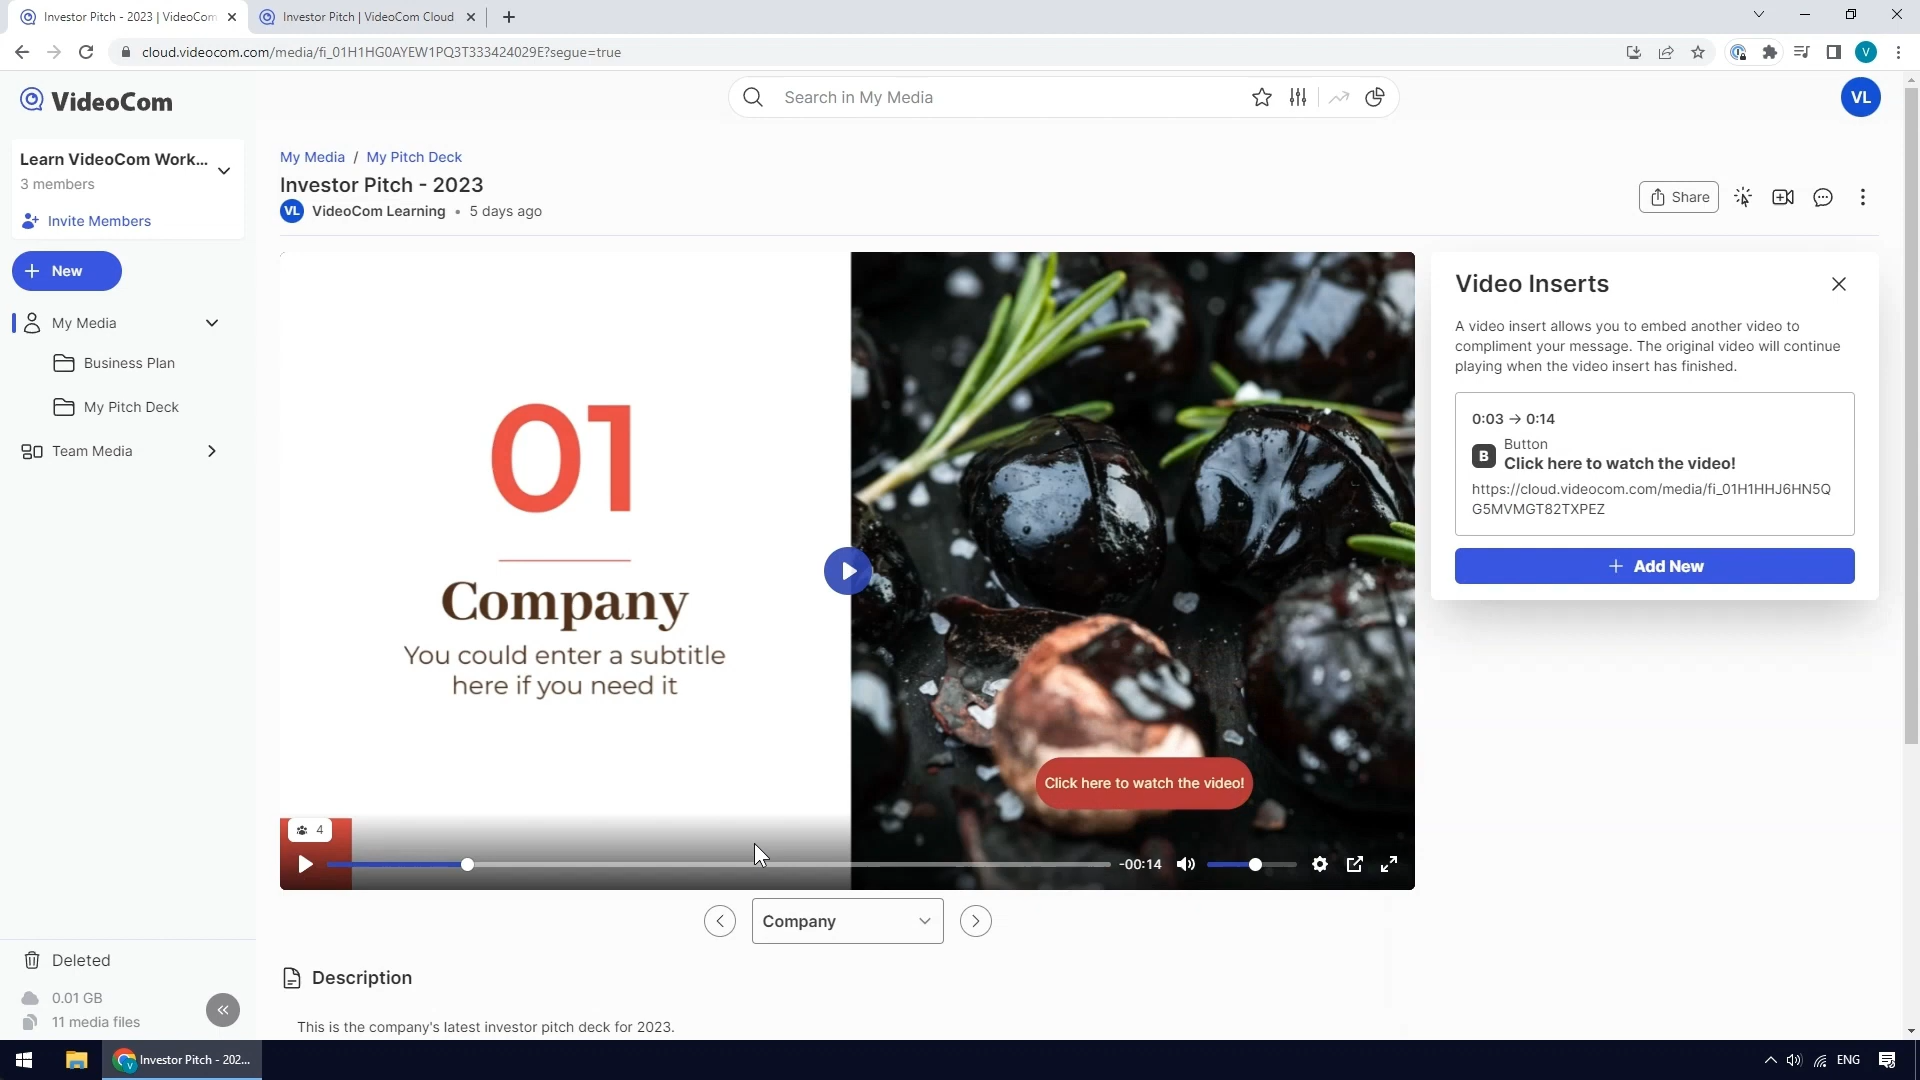 Investor Pitch - 2023 | VideoCom
Investor Pitch | VideoCom Cloud
cloud.videocom.com/media/fi_01H1HG0AYEW1PQ3T333424029E?segue=true
V
VideoCom
Search in My Media
VL
Learn VideoCom Work...
3 members
Invite Members
New
My Media
Business Plan
My Pitch Deck
Team Media
My Media / My Pitch Deck
Investor Pitch - 2023
VL VideoCom Learning • 5 days ago
Share
01
Company
You could enter a subtitle
here if you need it
Click here to watch the video!
4
-00:14
Video Inserts
A video insert allows you to embed another video to
compliment your message. The original video will continue
playing when the video insert has finished.
0:03 → 0:14
B
Button
Click here to watch the video!
https://cloud.videocom.com/media/fi_01H1HHJ6HN5Q
G5MVMGT82TXPEZ
+ Add New
Company
Description
This is the company's latest investor pitch deck for 2023.
Deleted
0.01 GB
11 media files
V
Investor Pitch - 202...
ENG